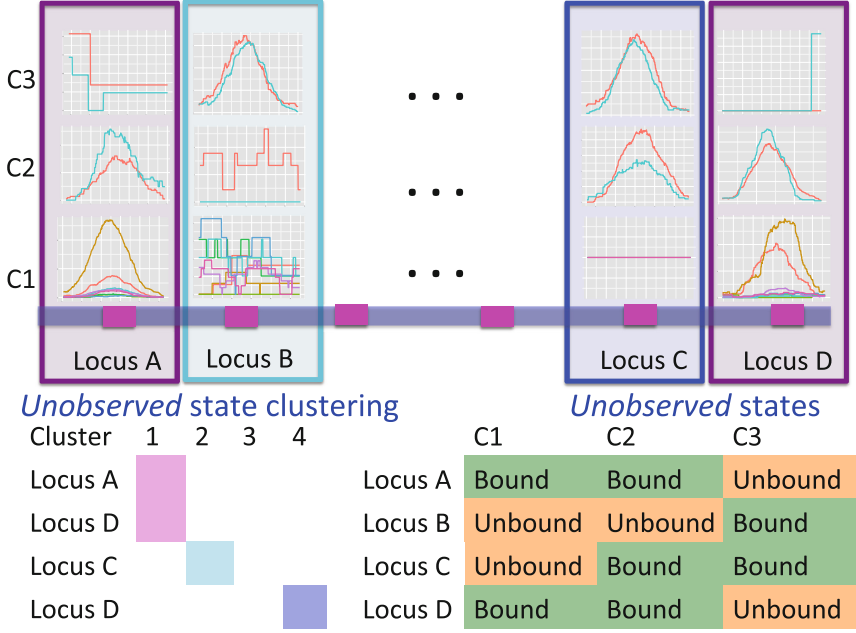 C3
...
C2
...
C1
...
Locus A Locus B Locus C Locus D
Unobserved state clustering
Cluster 1 2 3 4
Locus A
Locus D
Locus C
Locus D
Unobserved states
C1 C2 C3
Locus A Bound Bound Unbound
Locus B Unbound Unbound Bound
Locus C Unbound Bound Bound
Locus D Bound Bound Unbound